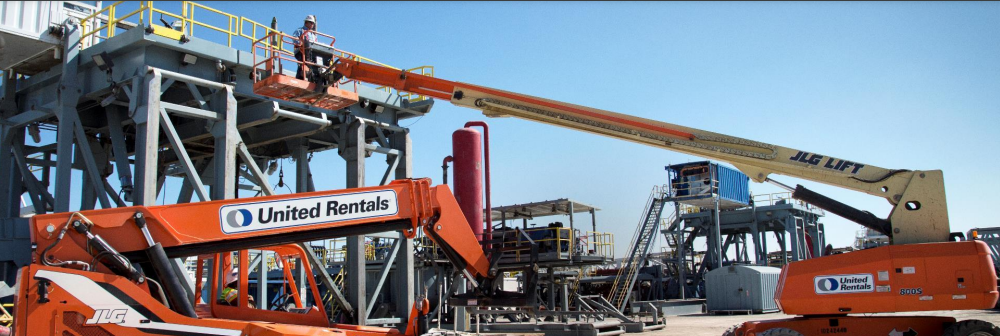 JLG LIFT
United Rentals
United
Rentals
800S
JLG